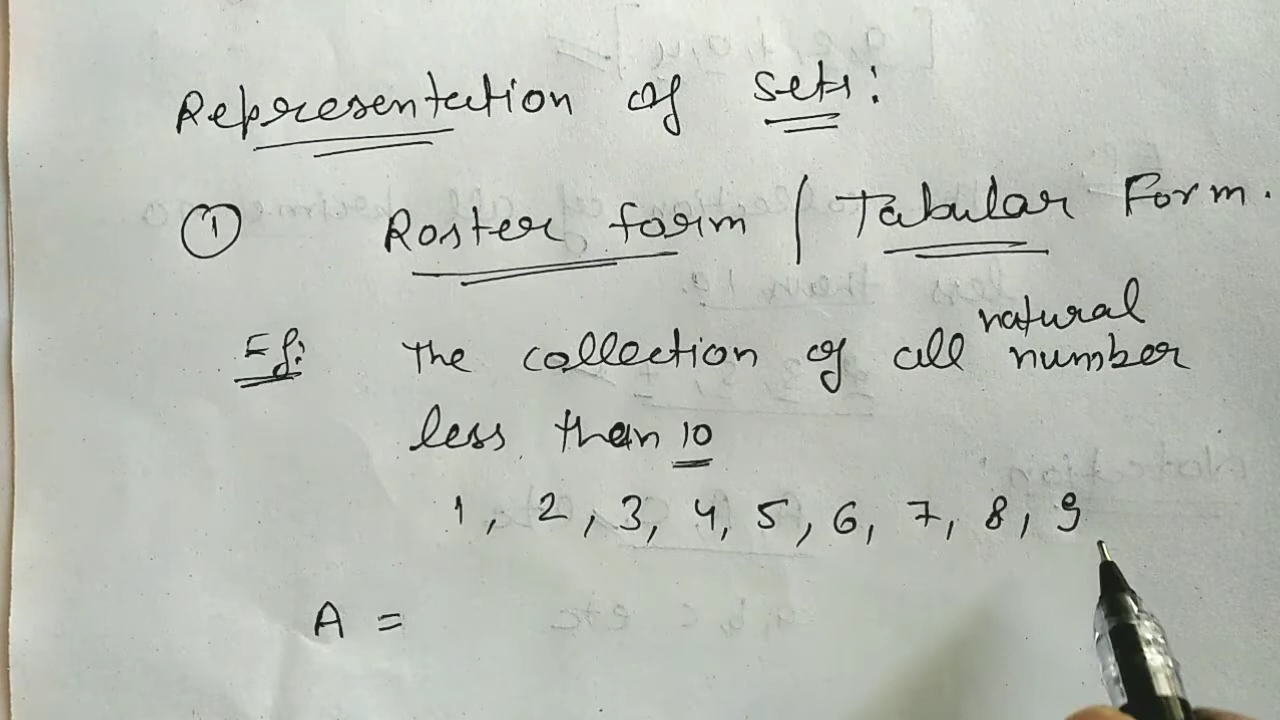 Representation of sets:
① Roster form / Tabular Form.
Eg: The collection of all natural number
less than 10
1, 2, 3, 4, 5, 6, 7, 8, 9
A =